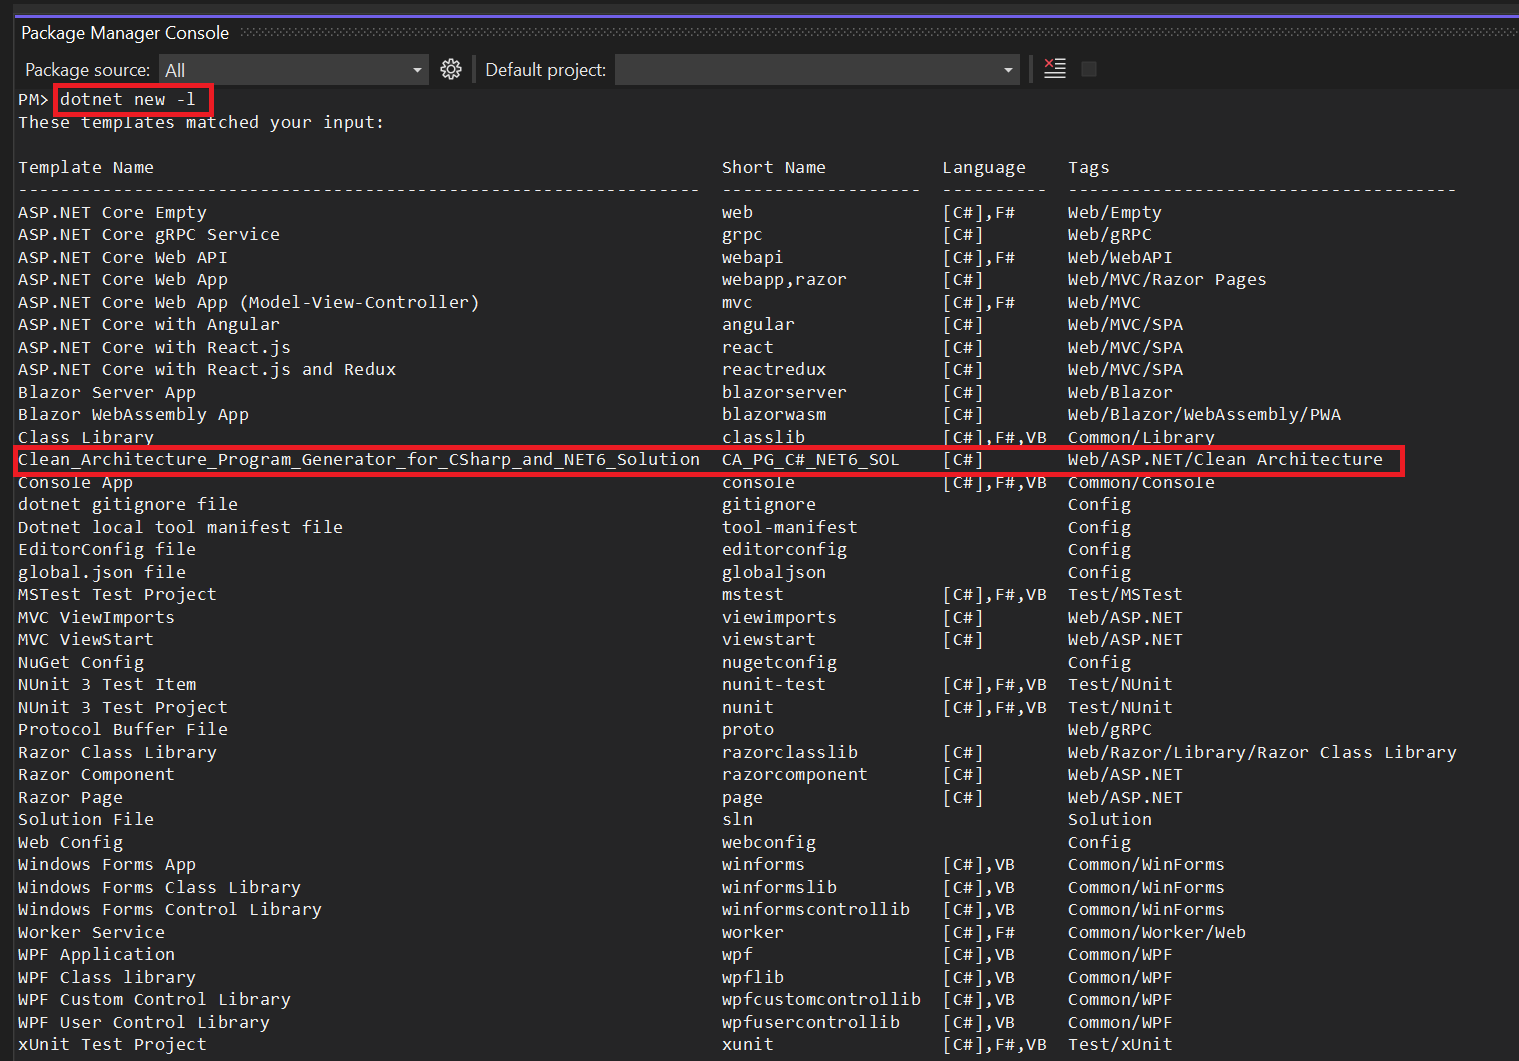 Package Manager Console
Package source: All Default project:
PM> dotnet new -l
These templates matched your input:
Template Name Short Name Language Tags
----------------------------------------------------------------- ------------------- ---------- -------------------------------------
ASP.NET Core Empty web [C#],F# Web/Empty
ASP.NET Core gRPC Service grpc [C#] Web/gRPC
ASP.NET Core Web API webapi [C#],F# Web/WebAPI
ASP.NET Core Web App webapp,razor [C#] Web/MVC/Razor Pages
ASP.NET Core Web App (Model-View-Controller) mvc [C#],F# Web/MVC
ASP.NET Core with Angular angular [C#] Web/MVC/SPA
ASP.NET Core with React.js react [C#] Web/MVC/SPA
ASP.NET Core with React.js and Redux reactredux [C#] Web/MVC/SPA
Blazor Server App blazorserver [C#] Web/Blazor
Blazor WebAssembly App blazorwasm [C#] Web/Blazor/WebAssembly/PWA
Class Library classlib [C#],F#,VB Common/Library
Clean_Architecture_Program_Generator_for_CSharp_and_NET6_Solution CA_PG_C#_NET6_SOL [C#] Web/ASP.NET/Clean Architecture
Console App console [C#],F#,VB Common/Console
dotnet gitignore file gitignore Config
Dotnet local tool manifest file tool-manifest Config
EditorConfig file editorconfig Config
global.json file globaljson Config
MSTest Test Project mstest [C#],F#,VB Test/MSTest
MVC ViewImports viewimports [C#] Web/ASP.NET
MVC ViewStart viewstart [C#] Web/ASP.NET
NuGet Config nugetconfig Config
NUnit 3 Test Item nunit-test [C#],F#,VB Test/NUnit
NUnit 3 Test Project nunit [C#],F#,VB Test/NUnit
Protocol Buffer File proto Web/gRPC
Razor Class Library razorclasslib [C#] Web/Razor/Library/Razor Class Library
Razor Component razorcomponent [C#] Web/ASP.NET
Razor Page page [C#] Web/ASP.NET
Solution File sln Solution
Web Config webconfig Config
Windows Forms App winforms [C#],VB Common/WinForms
Windows Forms Class Library winformslib [C#],VB Common/WinForms
Windows Forms Control Library winformscontrollib [C#],VB Common/WinForms
Worker Service worker [C#],F# Common/Worker/Web
WPF Application wpf [C#],VB Common/WPF
WPF Class library wpflib [C#],VB Common/WPF
WPF Custom Control Library wpfcustomcontrollib [C#],VB Common/WPF
WPF User Control Library wpfusercontrollib [C#],VB Common/WPF
xUnit Test Project xunit [C#],F#,VB Test/xUnit